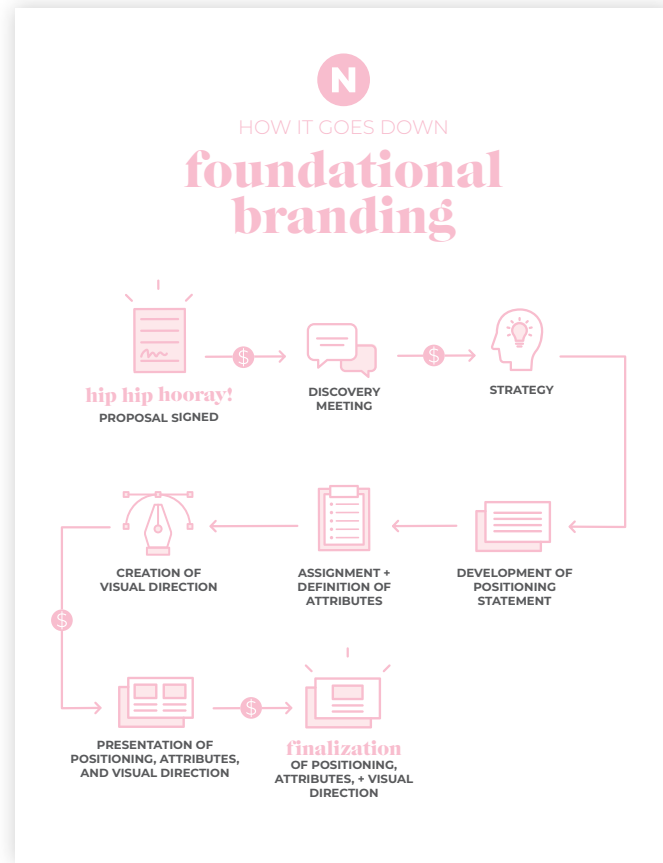 N
HOW IT GOES DOWN
foundational
branding
hip hip hooray!
PROPOSAL SIGNED
$
DISCOVERY
MEETING
$
STRATEGY
DEVELOPMENT OF
POSITIONING
STATEMENT
ASSIGNMENT +
DEFINITION OF
ATTRIBUTES
CREATION OF
VISUAL DIRECTION
$
PRESENTATION OF
POSITIONING, ATTRIBUTES,
AND VISUAL DIRECTION
$
finalization
OF POSITIONING,
ATTRIBUTES, + VISUAL
DIRECTION